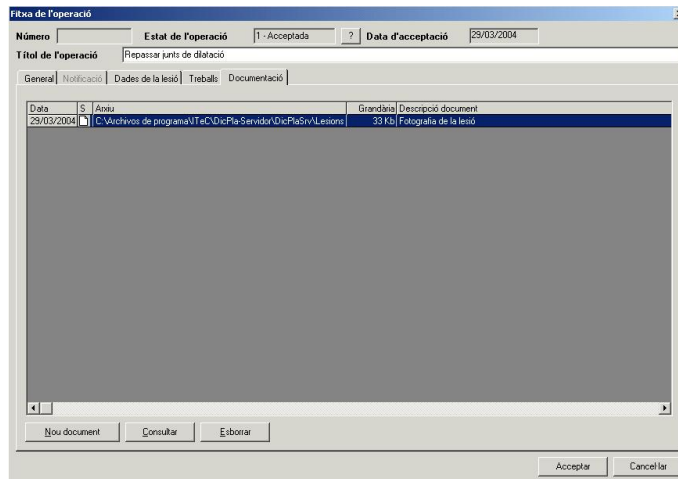 Fitxa de l'operació
Número Estat de l'operació 1 - Acceptada ? Data d'acceptació 29/03/2004
Títol de l'operació Repassar junts de dilatació
General Notificació Dades de la lesió Treballs Documentació
Data S Arxiu Grandària Descripció document
29/03/2004 C:\Archivos de programa\ITeC\DicPla-Servidor\DicPlaSrv\Lesions 33 Kb Fotografia de la lesió
Nou document Consultar Esborrar
Acceptar Cancel·lar